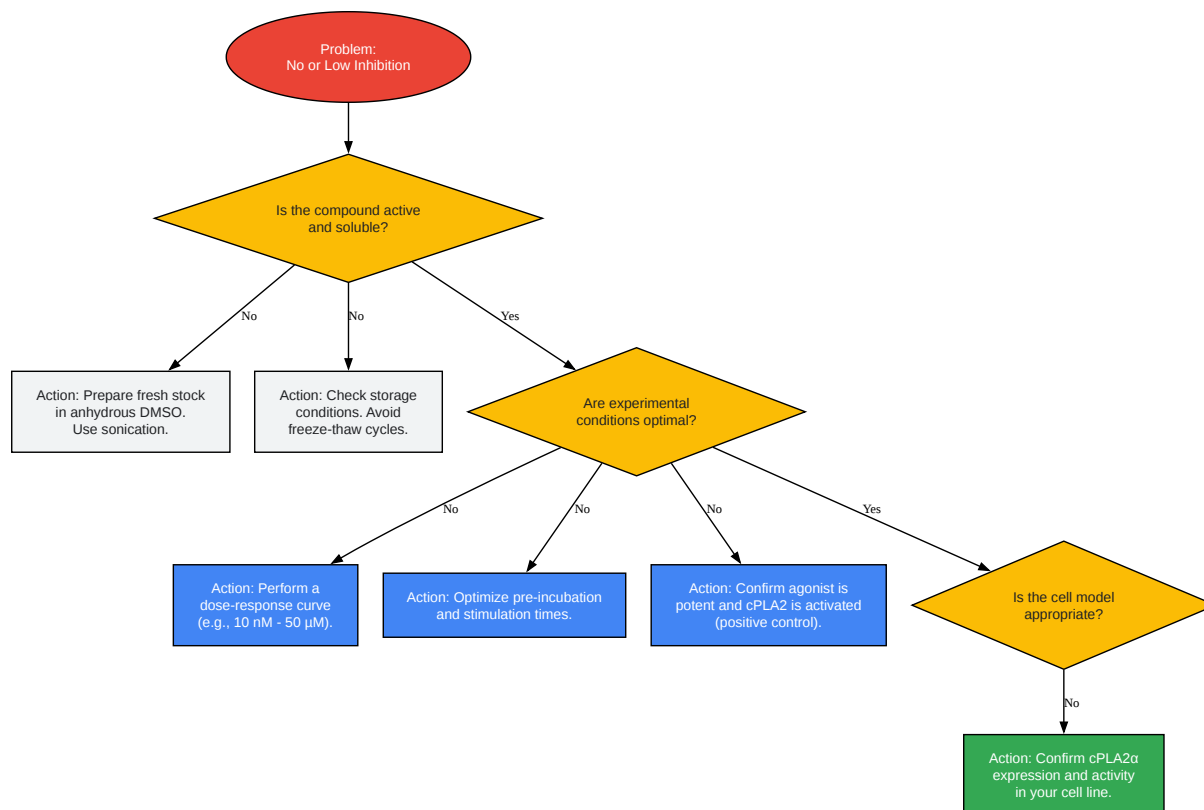 Problem:
No or Low Inhibition
Is the compound active
and soluble?
No
No
Yes
Action: Prepare fresh stock
in anhydrous DMSO.
Use sonication.
Action: Check storage
conditions. Avoid
freeze-thaw cycles.
Are experimental
conditions optimal?
No
No
No
Yes
Action: Perform a
dose-response curve
(e.g., 10 nM - 50 µM).
Action: Optimize pre-incubation
and stimulation times.
Action: Confirm agonist is
potent and cPLA2 is activated
(positive control).
Is the cell model
appropriate?
No
Action: Confirm cPLA2α
expression and activity
in your cell line.